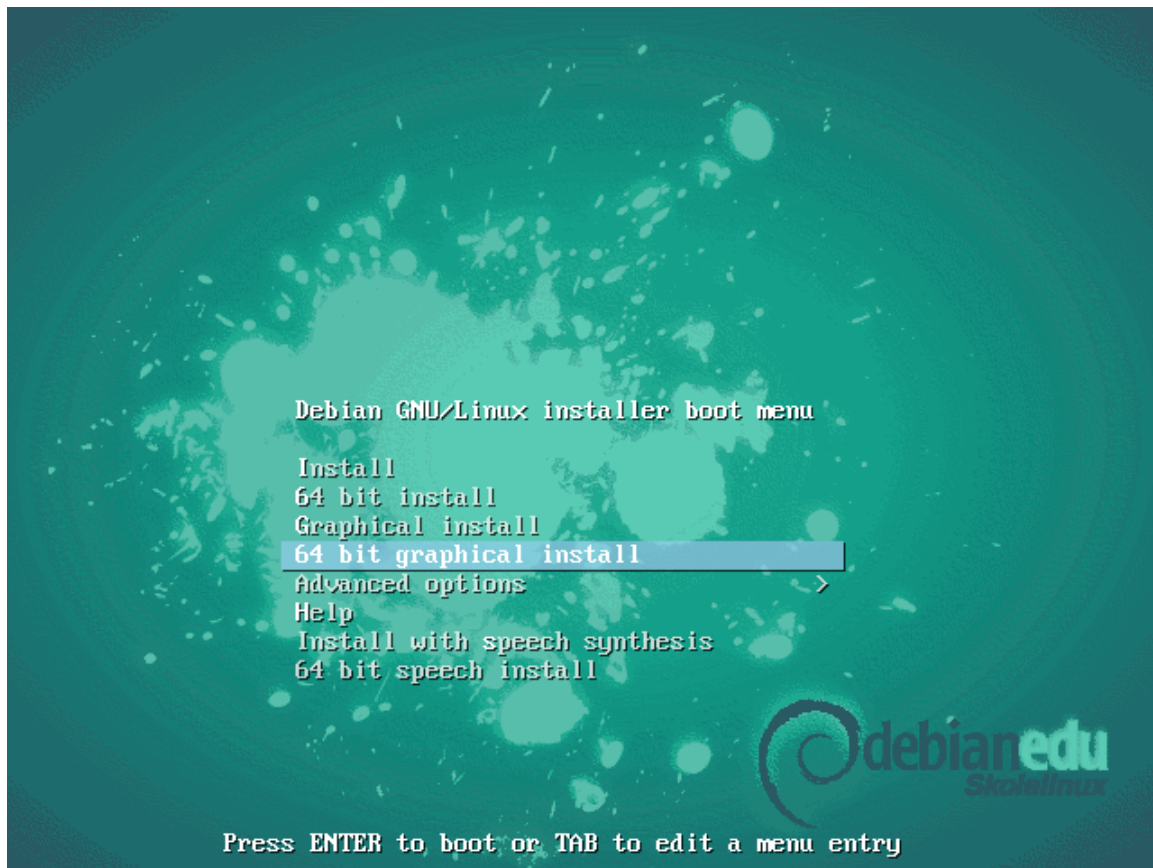 Debian GNU/Linux installer boot menu
Install
64 bit install
Graphical install
64 bit graphical install
Advanced options >
Help
Install with speech synthesis
64 bit speech install
debianedu
Skolelinux
Press ENTER to boot or TAB to edit a menu entry